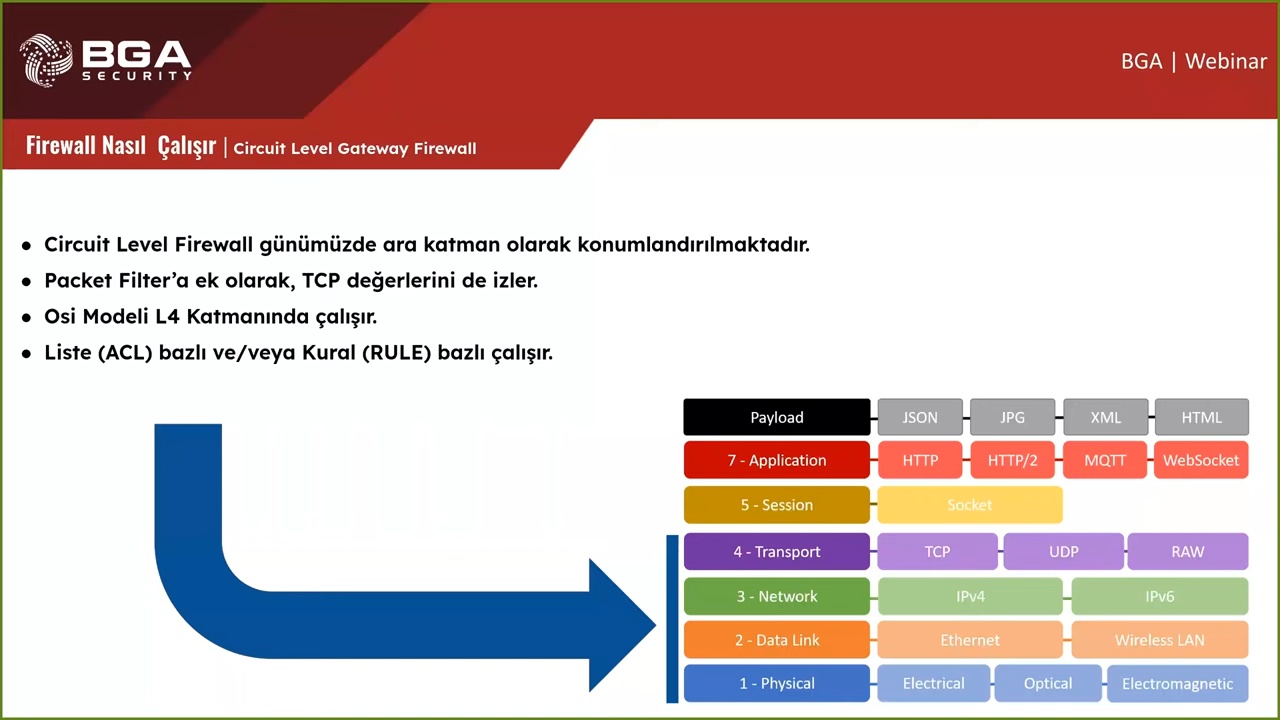 BGA
SECURITY
BGA | Webinar
Firewall Nasıl Çalışır | Circuit Level Gateway Firewall
● Circuit Level Firewall günümüzde ara katman olarak konumlandırılmaktadır.
● Packet Filter’a ek olarak, TCP değerlerini de izler.
● Osi Modeli L4 Katmanında çalışır.
● Liste (ACL) bazlı ve/veya Kural (RULE) bazlı çalışır.
Payload JSON JPG XML HTML
7 - Application HTTP HTTP/2 MQTT WebSocket
5 - Session Socket
4 - Transport TCP UDP RAW
3 - Network IPv4 IPv6
2 - Data Link Ethernet Wireless LAN
1 - Physical Electrical Optical Electromagnetic